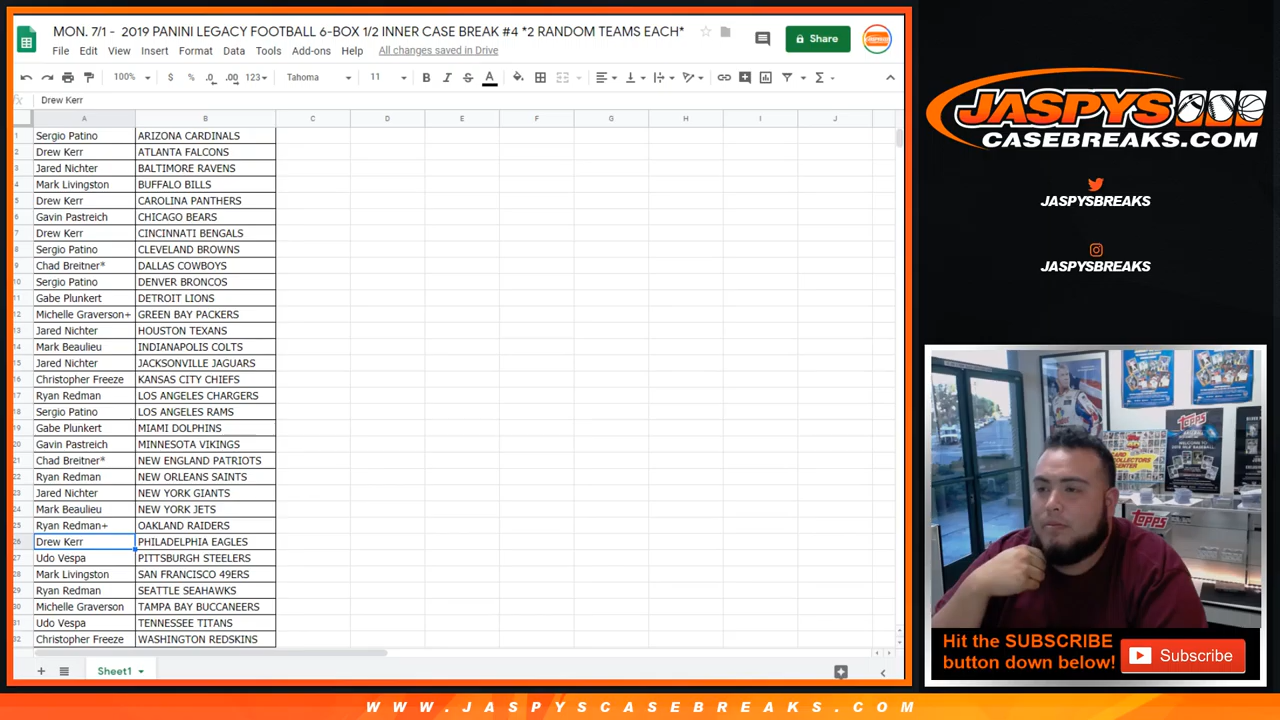 MON. 7/1 - 2019 PANINI LEGACY FOOTBALL 6-BOX 1/2 INNER CASE BREAK #4 *2 RANDOM TEAMS EACH*
File Edit View Insert Format Data Tools Add-ons Help All changes saved in Drive
Share
100% $ % .0 .00 123 Tahoma 11 B I S A
fx Drew Kerr
A B C D E F G H I J
1 Sergio Patino ARIZONA CARDINALS
2 Drew Kerr ATLANTA FALCONS
3 Jared Nichter BALTIMORE RAVENS
4 Mark Livingston BUFFALO BILLS
5 Drew Kerr CAROLINA PANTHERS
6 Gavin Pastreich CHICAGO BEARS
7 Drew Kerr CINCINNATI BENGALS
8 Sergio Patino CLEVELAND BROWNS
9 Chad Breitner* DALLAS COWBOYS
10 Sergio Patino DENVER BRONCOS
11 Gabe Plunkert DETROIT LIONS
12 Michelle Graverson+ GREEN BAY PACKERS
13 Jared Nichter HOUSTON TEXANS
14 Mark Beaulieu INDIANAPOLIS COLTS
15 Jared Nichter JACKSONVILLE JAGUARS
16 Christopher Freeze KANSAS CITY CHIEFS
17 Ryan Redman LOS ANGELES CHARGERS
18 Sergio Patino LOS ANGELES RAMS
19 Gabe Plunkert MIAMI DOLPHINS
20 Gavin Pastreich MINNESOTA VIKINGS
21 Chad Breitner* NEW ENGLAND PATRIOTS
22 Ryan Redman NEW ORLEANS SAINTS
23 Jared Nichter NEW YORK GIANTS
24 Mark Beaulieu NEW YORK JETS
25 Ryan Redman+ OAKLAND RAIDERS
26 Drew Kerr PHILADELPHIA EAGLES
27 Udo Vespa PITTSBURGH STEELERS
28 Mark Livingston SAN FRANCISCO 49ERS
29 Ryan Redman SEATTLE SEAHAWKS
30 Michelle Graverson TAMPA BAY BUCCANEERS
31 Udo Vespa TENNESSEE TITANS
32 Christopher Freeze WASHINGTON REDSKINS
Sheet1
JASPYS
CASEBREAKS.COM
JASPYSBREAKS
JASPYSBREAKS
TOPPS
CARD COLLECTORS CENTER
topps
Hit the SUBSCRIBE
button down below!
Subscribe
WWW.JASPYSCASEBREAKS.COM